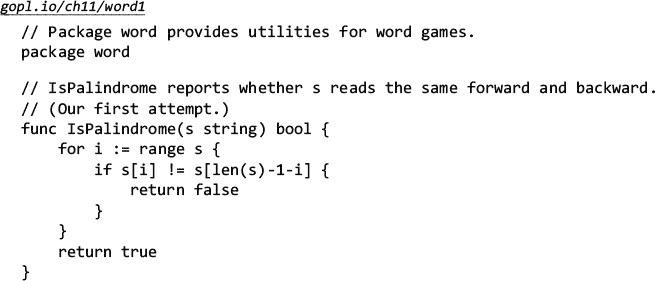 gopl.io/ch11/word1
// Package word provides utilities for word games.
package word
// IsPalindrome reports whether s reads the same forward and backward.
// (Our first attempt.)
func IsPalindrome(s string) bool {
    for i := range s {
        if s[i] != s[len(s)-1-i] {
            return false
        }
    }
    return true
}